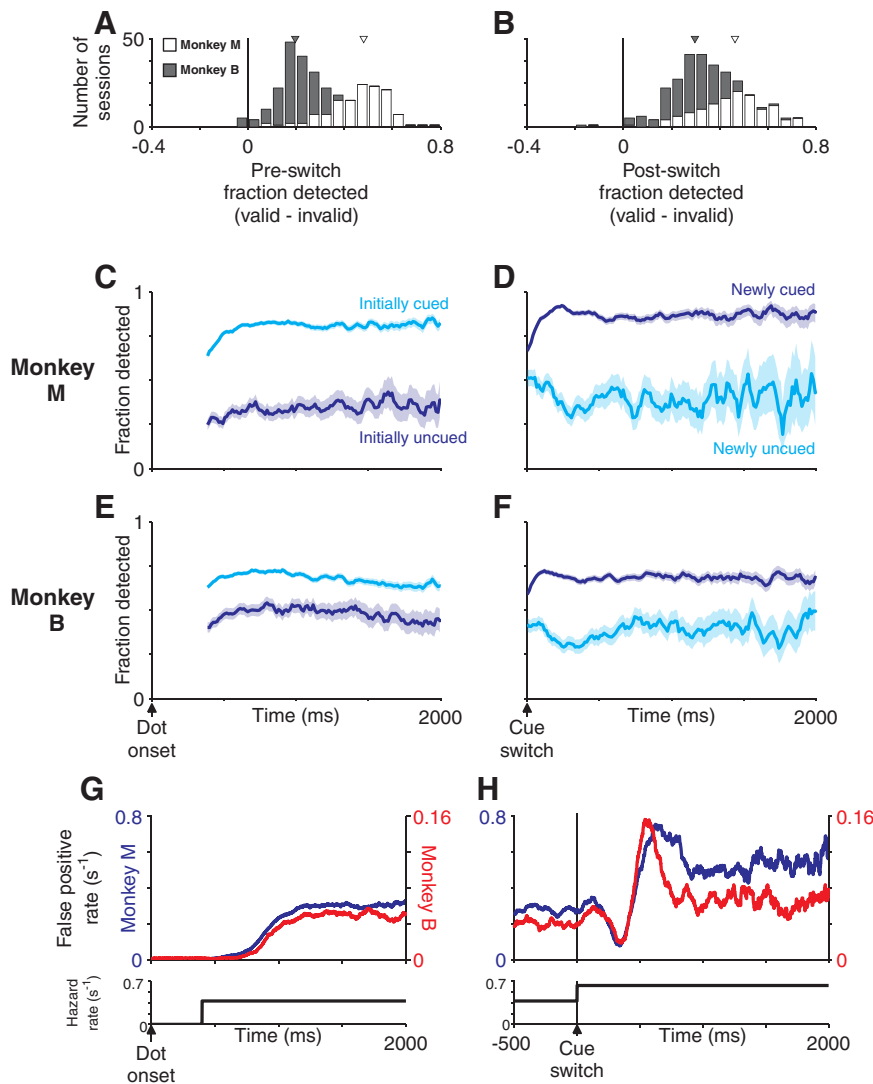 A
B
Number of
sessions
50
0
Monkey M
Monkey B
-0.4
0
0.8
Pre-switch
fraction detected
(valid - invalid)
-0.4
0
0.8
Post-switch
fraction detected
(valid - invalid)
Monkey
M
C
D
Fraction detected
1
0
Initially cued
Initially uncued
Newly cued
Newly uncued
Monkey
B
E
F
Fraction detected
1
0
Time (ms)
2000
Dot
onset
Time (ms)
2000
Cue
switch
G
H
False positive
rate (s-1)
Monkey M
0.8
0
0.16
0
Monkey B
0.8
0
0.16
0
Hazard
rate (s-1)
0.7
0
Time (ms)
2000
Dot
onset
0.7
0
-500
Time (ms)
2000
Cue
switch